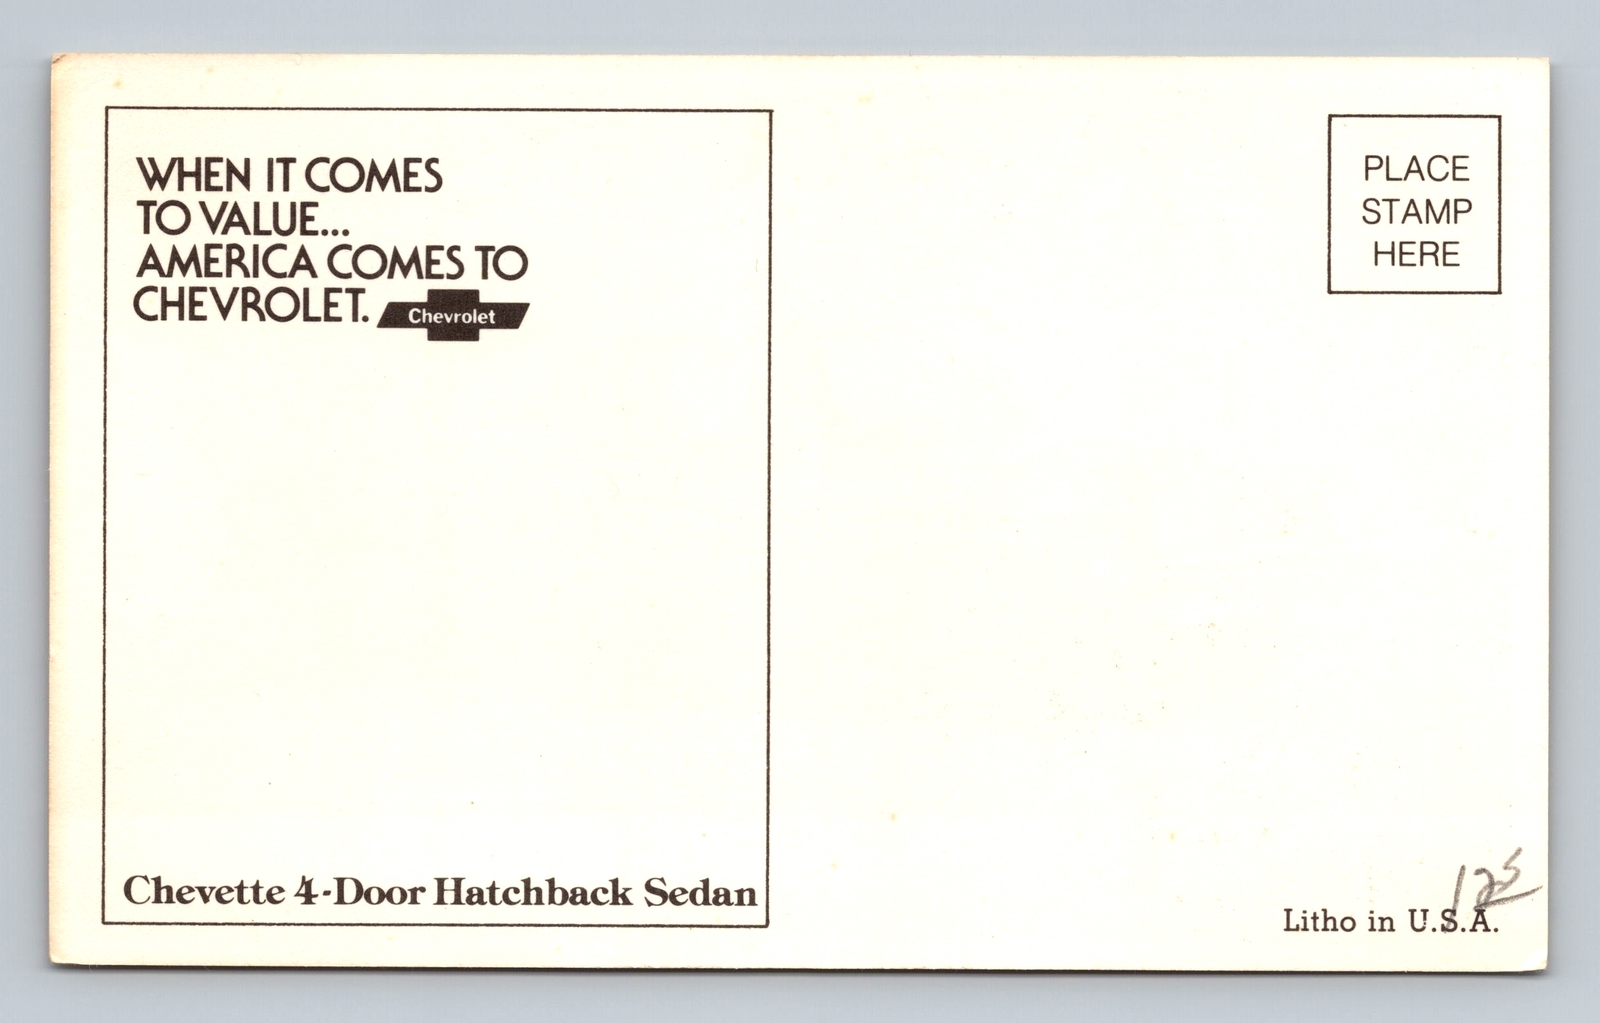 WHEN IT COMES
TO VALUE...
AMERICA COMES TO
CHEVROLET.
Chevrolet
Chevette 4-Door Hatchback Sedan
PLACE
STAMP
HERE
125
Litho in U.S.A.